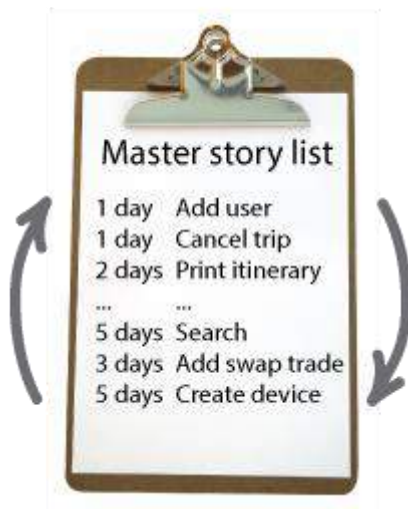 Master story list
1 day Add user
1 day Cancel trip
2 days Print itinerary
... ...
5 days Search
3 days Add swap trade
5 days Create device